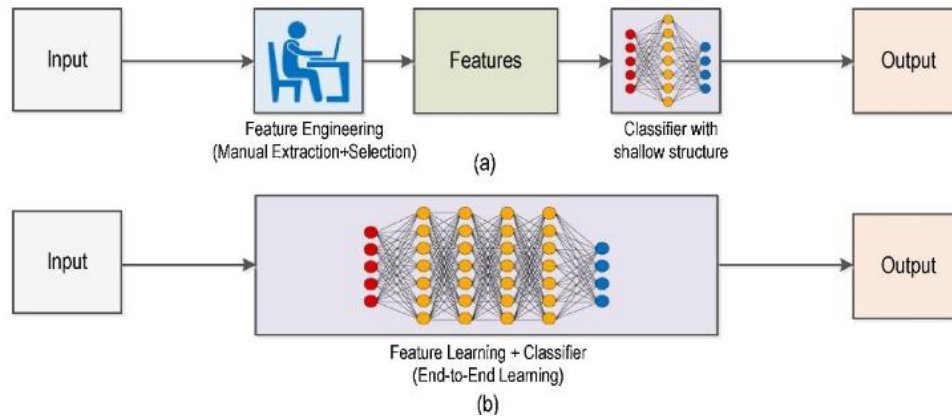 Input
Features
Output
Feature Engineering
(Manual Extraction+Selection)
Classifier with
shallow structure
(a)
Input
Output
Feature Learning + Classifier
(End-to-End Learning)
(b)